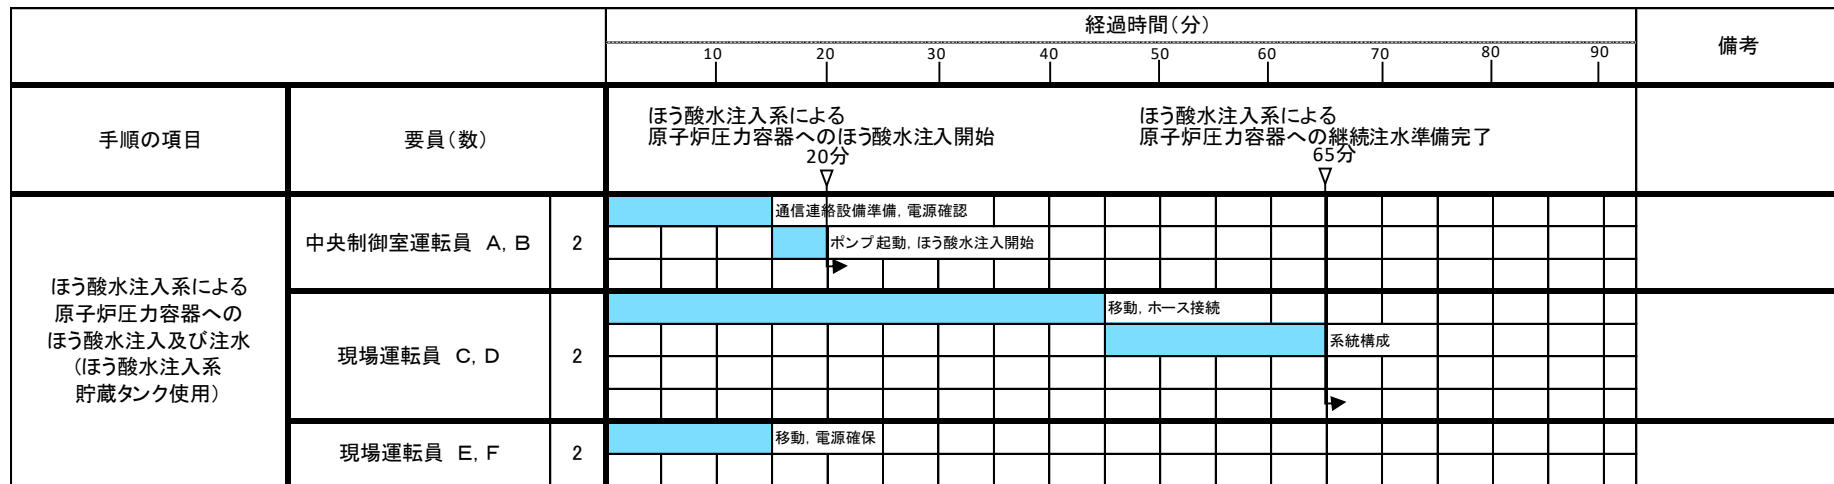 経過時間(分)
備考
10 20 30 40 50 60 70 80 90
手順の項目
要員(数)
ほう酸水注入系による
原子炉圧力容器へのほう酸水注入開始
20分
ほう酸水注入系による
原子炉圧力容器への継続注水準備完了
65分
ほう酸水注入系による
原子炉圧力容器への
ほう酸水注入及び注水
(ほう酸水注入系
貯蔵タンク使用)
中央制御室運転員 A, B
2
通信連絡設備準備, 電源確認
ポンプ起動, ほう酸水注入開始
現場運転員 C, D
2
移動, ホース接続
系統構成
現場運転員 E, F
2
移動, 電源確保